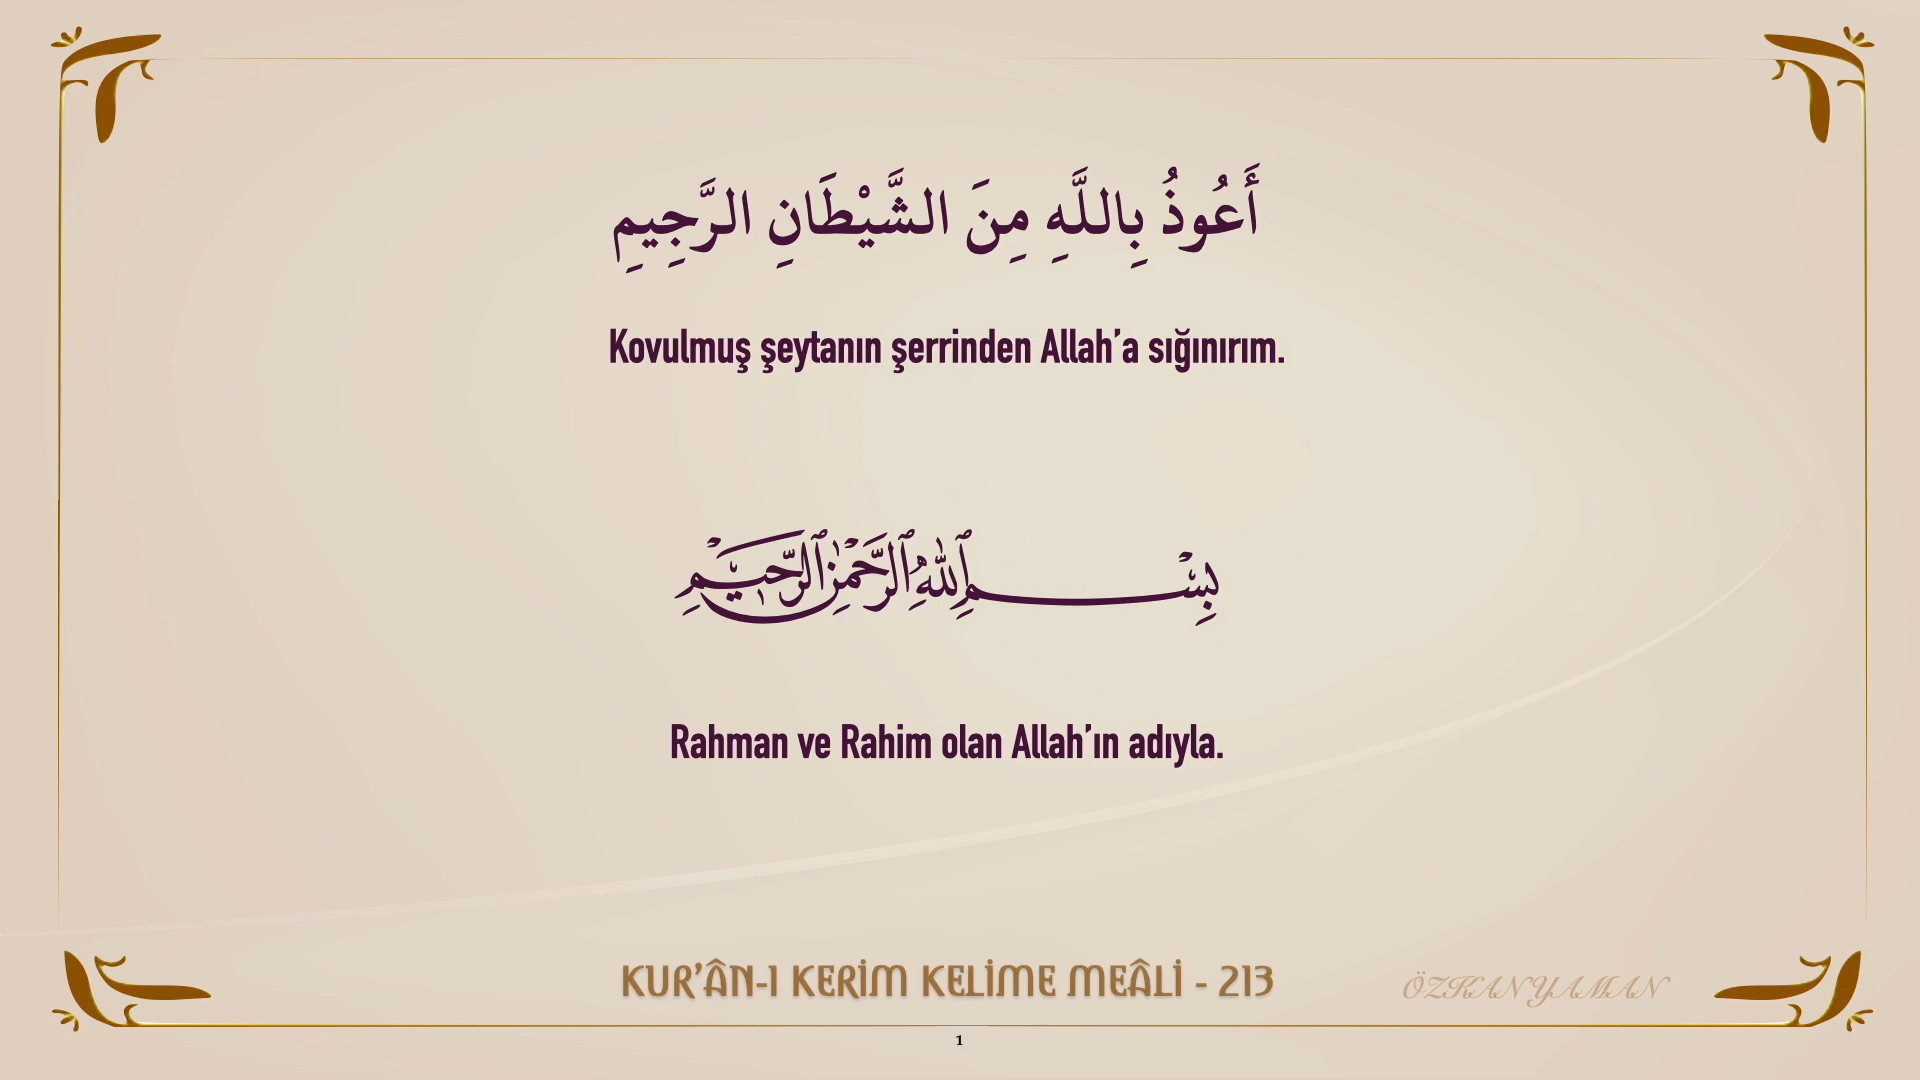 أَعُوذُ بِاللَّهِ مِنَ الشَّيْطَانِ الرَّجِيمِ
Kovulmuş şeytanın şerrinden Allah’a sığınırım.
بِسْمِ ٱللَّهِ ٱلرَّحْمَٰنِ ٱلرَّحِيمِ
Rahman ve Rahim olan Allah’ın adıyla.
KUR’ÂN-I KERİM KELİME MEÂLİ - 213
ÖZKAN YAMAN
1